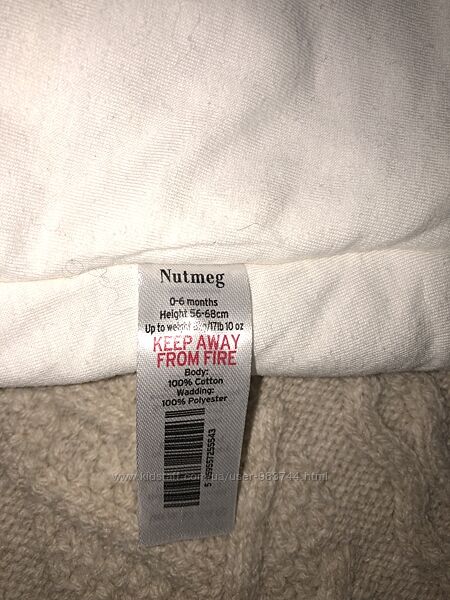 Nutmeg
0-6 months
Height 56-68cm
Up to weight 8kg/17lb 10 oz
KEEP AWAY
FROM FIRE
Body:
100% Cotton
Wadding:
100% Polyester